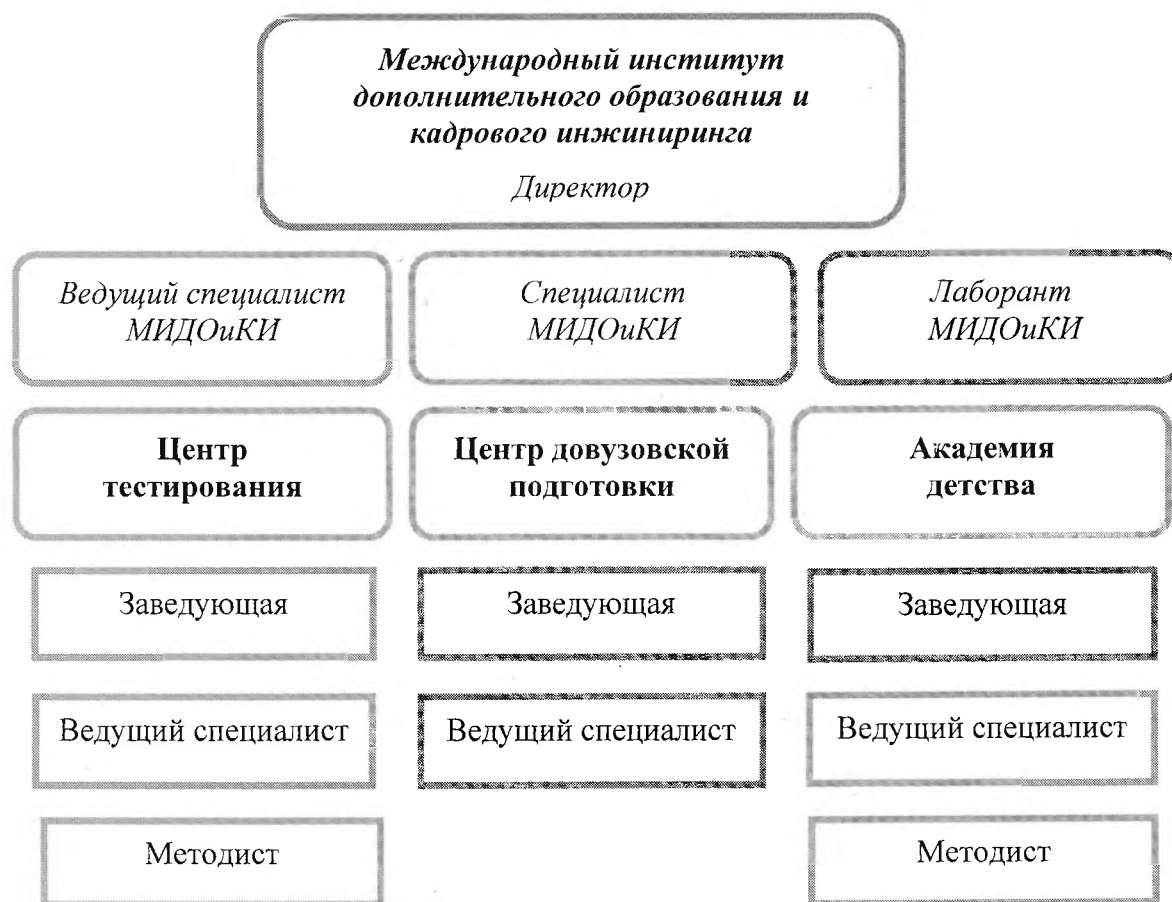 Международный институт
дополнительного образования и
кадрового инжиниринга
Директор
Ведущий специалист
МИДОиКИ
Специалист
МИДОиКИ
Лаборант
МИДОиКИ
Центр
тестирования
Центр довузовской
подготовки
Академия
детства
Заведующая
Заведующая
Заведующая
Ведущий специалист
Ведущий специалист
Ведущий специалист
Методист
Методист